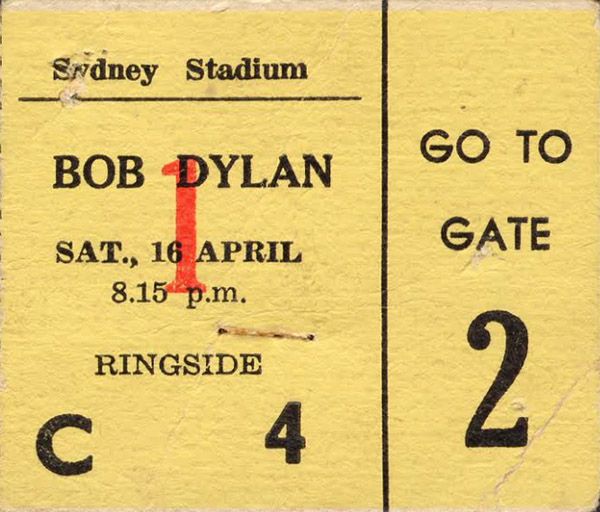 Sydney Stadium
BOB DYLAN
1
SAT., 16 APRIL
8.15 p.m.
RINGSIDE
C 4
GO TO
GATE
2